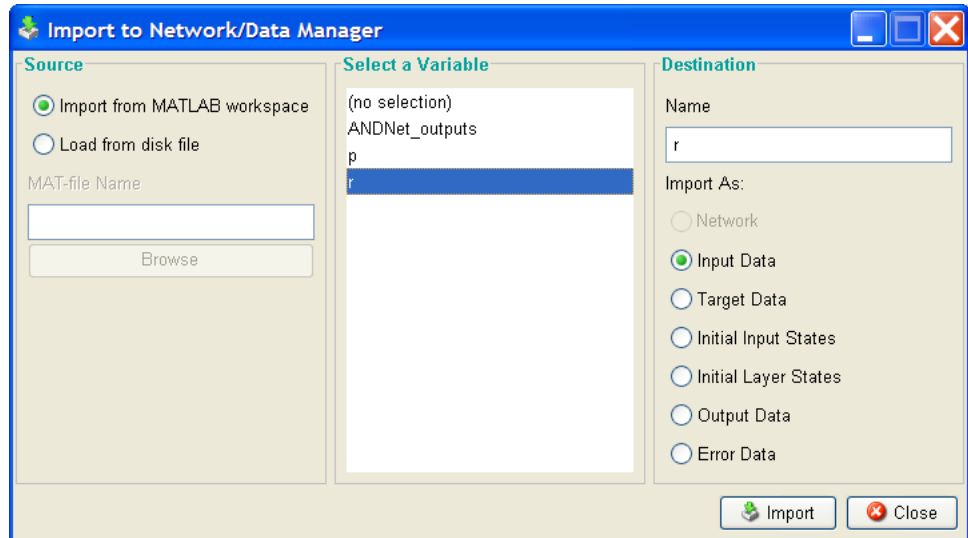 Import to Network/Data Manager
Source
Import from MATLAB workspace
Load from disk file
MAT-file Name
Browse
Select a Variable
(no selection)
ANDNet_outputs
p
r
Destination
Name
r
Import As:
Network
Input Data
Target Data
Initial Input States
Initial Layer States
Output Data
Error Data
Import
Close